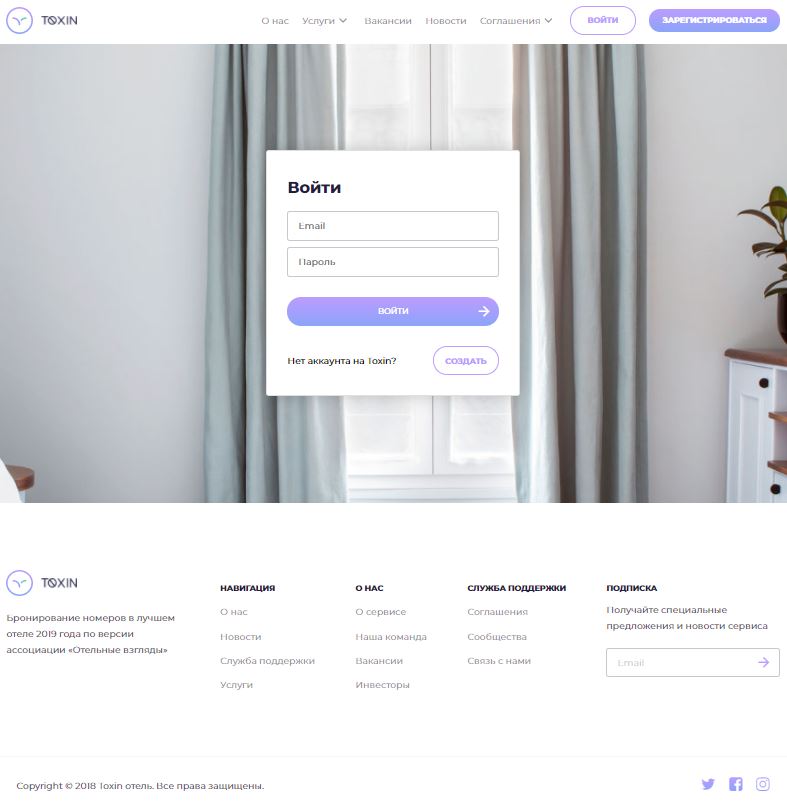 TOXIN
О нас Услуги Вакансии Новости Соглашения ВОЙТИ ЗАРЕГИСТРИРОВАТЬСЯ
Войти
Email
Пароль
ВОЙТИ
Нет аккаунта на Toxin? СОЗДАТЬ
TOXIN
Бронирование номеров в лучшем
отеле 2019 года по версии
ассоциации «Отельные взгляды»
НАВИГАЦИЯ
О нас
Новости
Служба поддержки
Услуги
О НАС
О сервисе
Наша команда
Вакансии
Инвесторы
СЛУЖБА ПОДДЕРЖКИ
Соглашения
Сообщества
Связь с нами
ПОДПИСКА
Получайте специальные
предложения и новости сервиса
Email
Copyright © 2018 Toxin отель. Все права защищены.